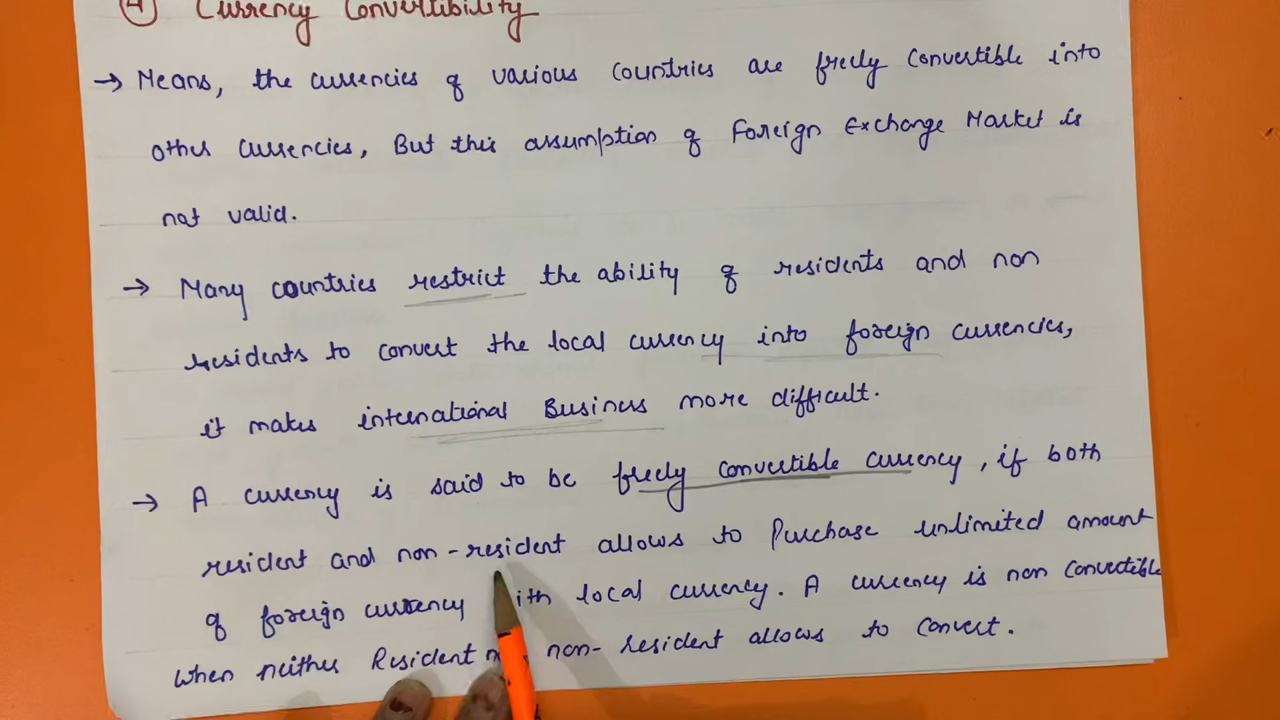 ④ Currency Convertibility
→ Means, the currencies of various countries are freely convertible into
other currencies, But this assumption of Foreign Exchange Market is
not valid.
→ Many countries restrict the ability of residents and non
residents to convert the local currency into foreign currencies,
it makes international Business more difficult.
→ A currency is said to be freely convertible currency, if both
resident and non-resident allows to Purchase unlimited amount
of foreign currency with local currency. A currency is non convertible
when neither Resident non-resident allows to convert.